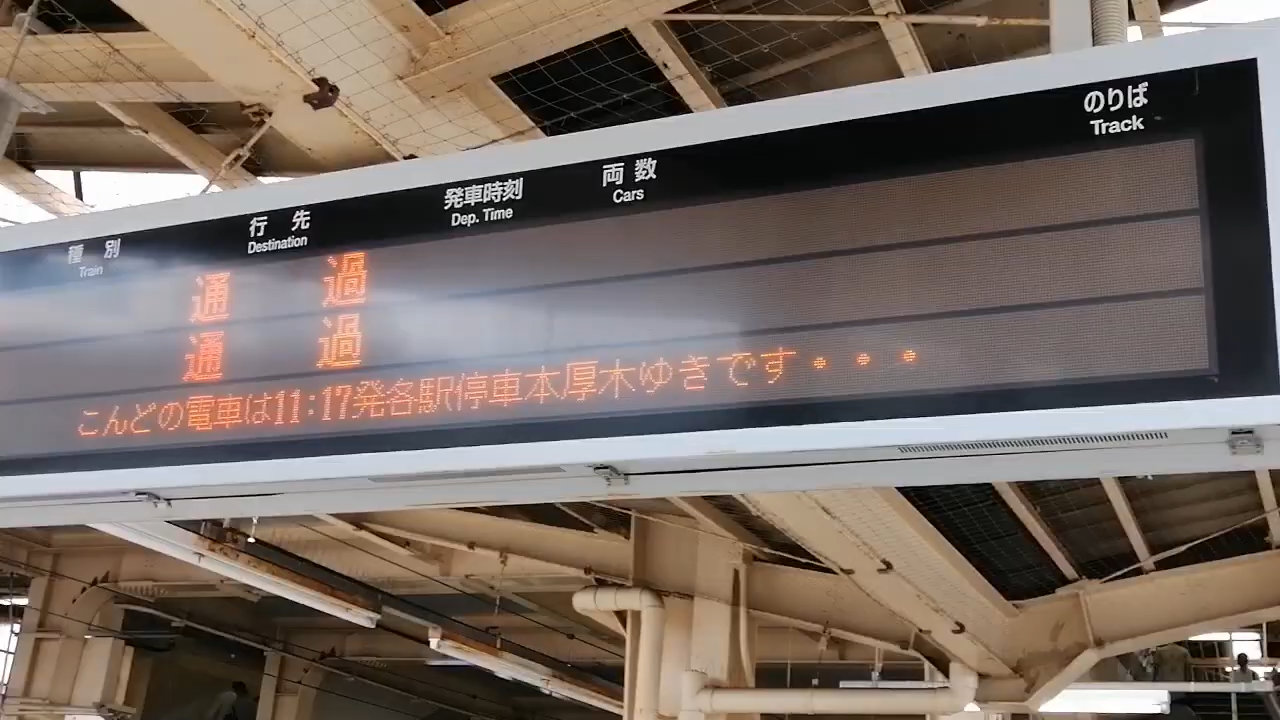 種別 行先 発車時刻 両数 のりば
Train Destination Dep. Time Cars Track
通過
通過
こんどの電車は11:17発各駅停車本厚木ゆきです・・・